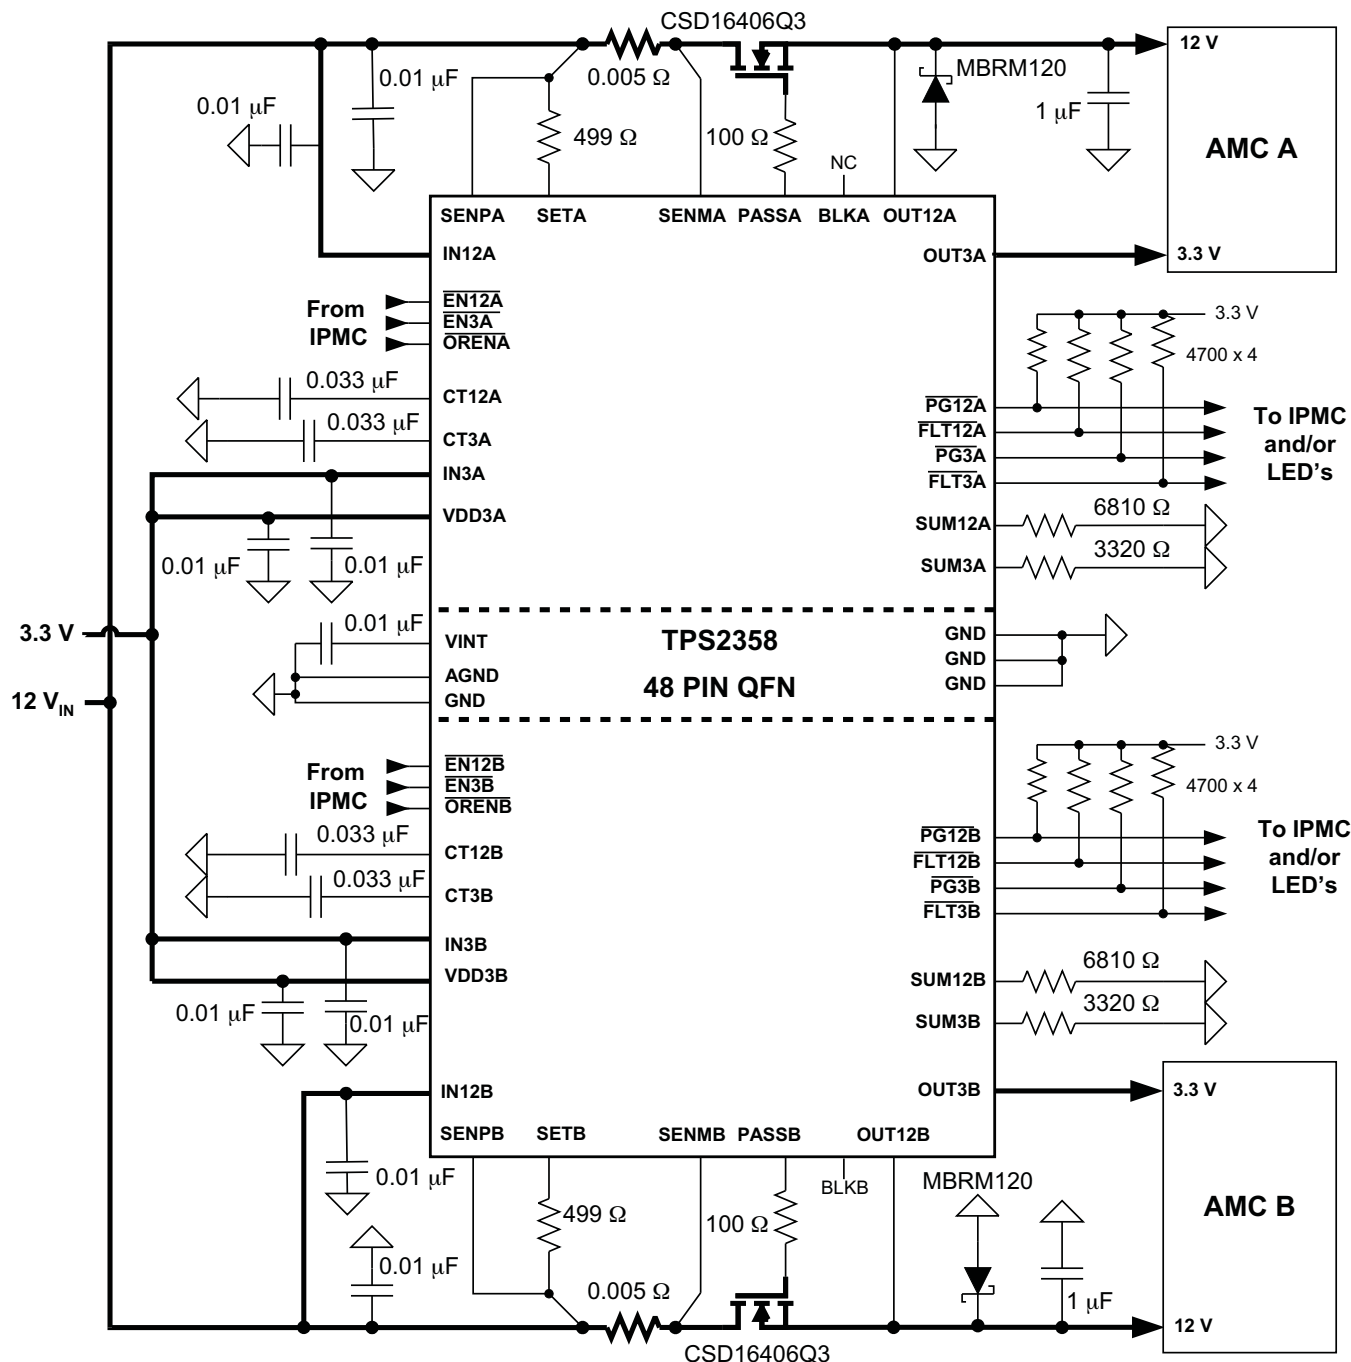 CSD16406Q3
12 V
0.01 μF
0.005 Ω
MBRM120
0.01 μF
1 μF
499 Ω
100 Ω
AMC A
NC
SENPA SETA SENMA PASSA BLKA OUT12A
IN12A
OUT3A
3.3 V
From
IPMC
EN12A
EN3A
ORENA
3.3 V
4700 x 4
0.033 μF
CT12A
0.033 μF
CT3A
PG12A
FLT12A
PG3A
FLT3A
To IPMC
and/or
LED's
IN3A
VDD3A
SUM12A
6810 Ω
SUM3A
3320 Ω
0.01 μF
0.01 μF
3.3 V
0.01 μF
VINT
AGND
GND
TPS2358
48 PIN QFN
GND
GND
GND
12 VIN
From
IPMC
EN12B
EN3B
ORENB
3.3 V
4700 x 4
0.033 μF
CT12B
0.033 μF
CT3B
PG12B
FLT12B
PG3B
FLT3B
To IPMC
and/or
LED's
IN3B
VDD3B
SUM12B
6810 Ω
SUM3B
3320 Ω
0.01 μF
0.01 μF
IN12B
OUT3B
3.3 V
SENPB SETB SENMB PASSB OUT12B
0.01 μF
BLKB
MBRM120
499 Ω
100 Ω
AMC B
0.01 μF
0.005 Ω
1 μF
12 V
CSD16406Q3